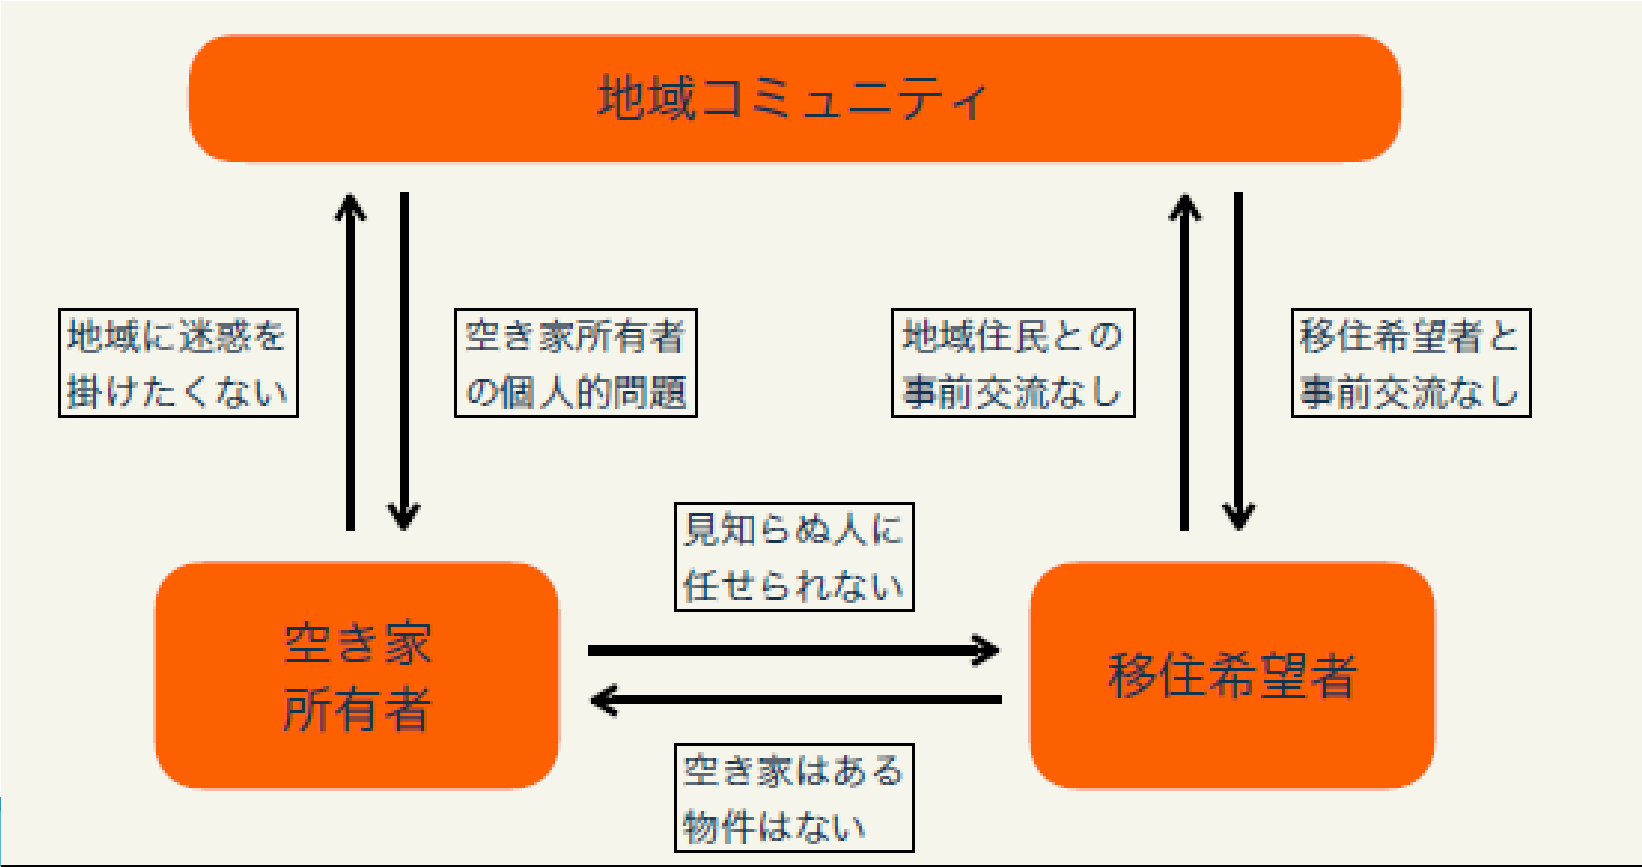 地域コミュニティ
地域に迷惑を
掛けたくない
空き家所有者
の個人的問題
地域住民との
事前交流なし
移住希望者と
事前交流なし
見知らぬ人に
任せられない
空き家
所有者
移住希望者
空き家はある
物件はない